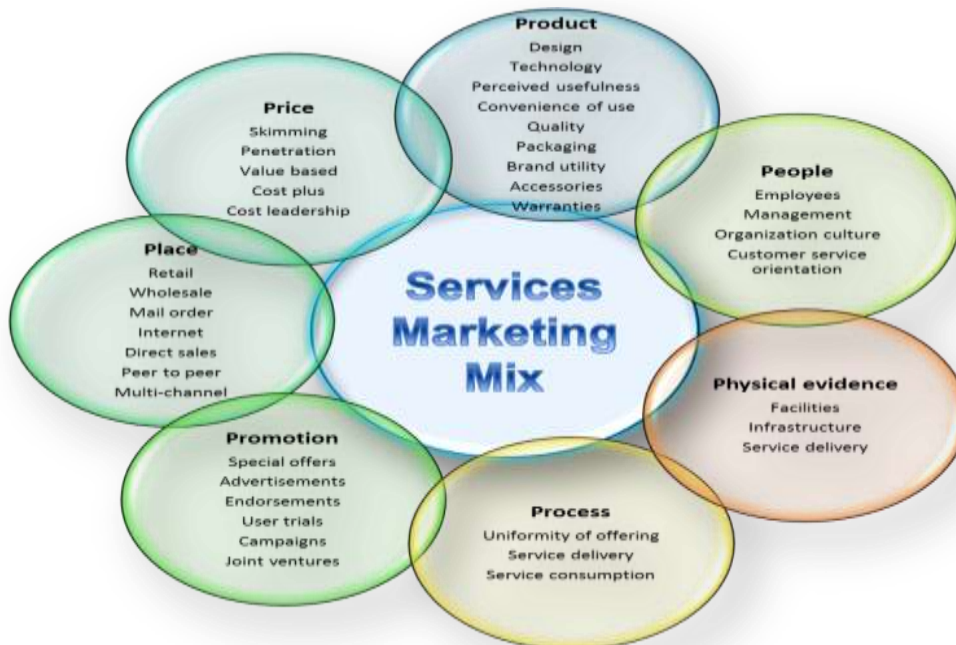 Product
Design
Technology
Perceived usefulness
Convenience of use
Quality
Packaging
Brand utility
Accessories
Warranties
Price
Skimming
Penetration
Value based
Cost plus
Cost leadership
People
Employees
Management
Organization culture
Customer service
orientation
Place
Retail
Wholesale
Mail order
Internet
Direct sales
Peer to peer
Multi-channel
Services
Marketing
Mix
Physical evidence
Facilities
Infrastructure
Service delivery
Promotion
Special offers
Advertisements
Endorsements
User trials
Campaigns
Joint ventures
Process
Uniformity of offering
Service delivery
Service consumption